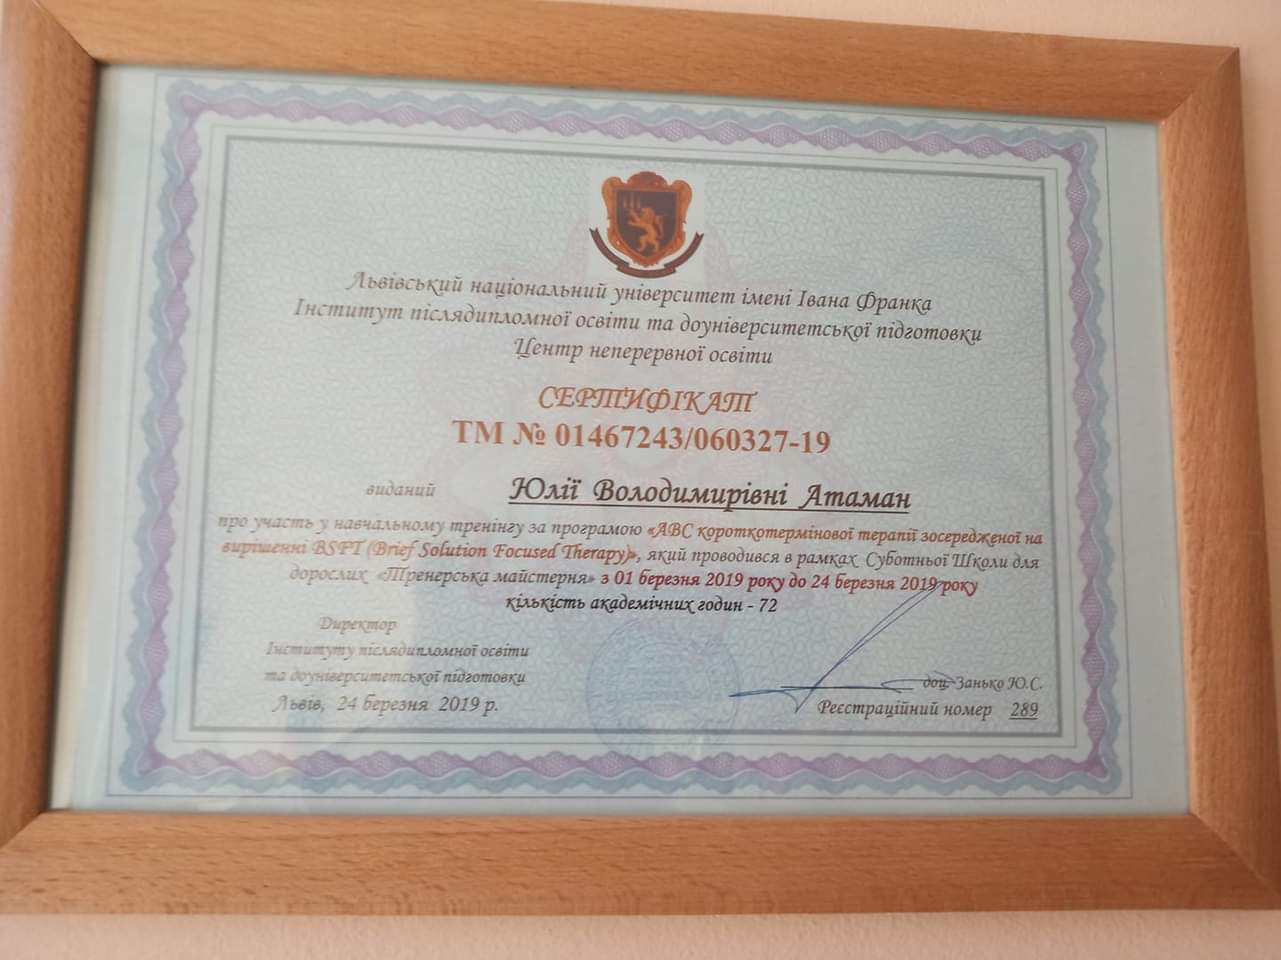 Львівський національний університет імені Івана Франка
Інститут післядипломної освіти та доуніверситетської підготовки
Центр неперервної освіти
СЕРТИФІКАТ
ТМ № 01467243/060327-19
виданий Юлії Володимирівні Атаман
про участь у навчальному тренінгу за програмою «АВС короткотермінової терапії зосередженої на
вирішенні BSFT (Brief Solution Focused Therapy)», який проводився в рамках Суботньої Школи для
дорослих «Тренерська майстерня» з 01 березня 2019 року до 24 березня 2019 року
кількість академічних годин - 72
Директор
Інституту післядипломної освіти
та доуніверситетської підготовки
доц. Занько Ю.С.
Львів, 24 березня 2019 р.
Реєстраційний номер 289